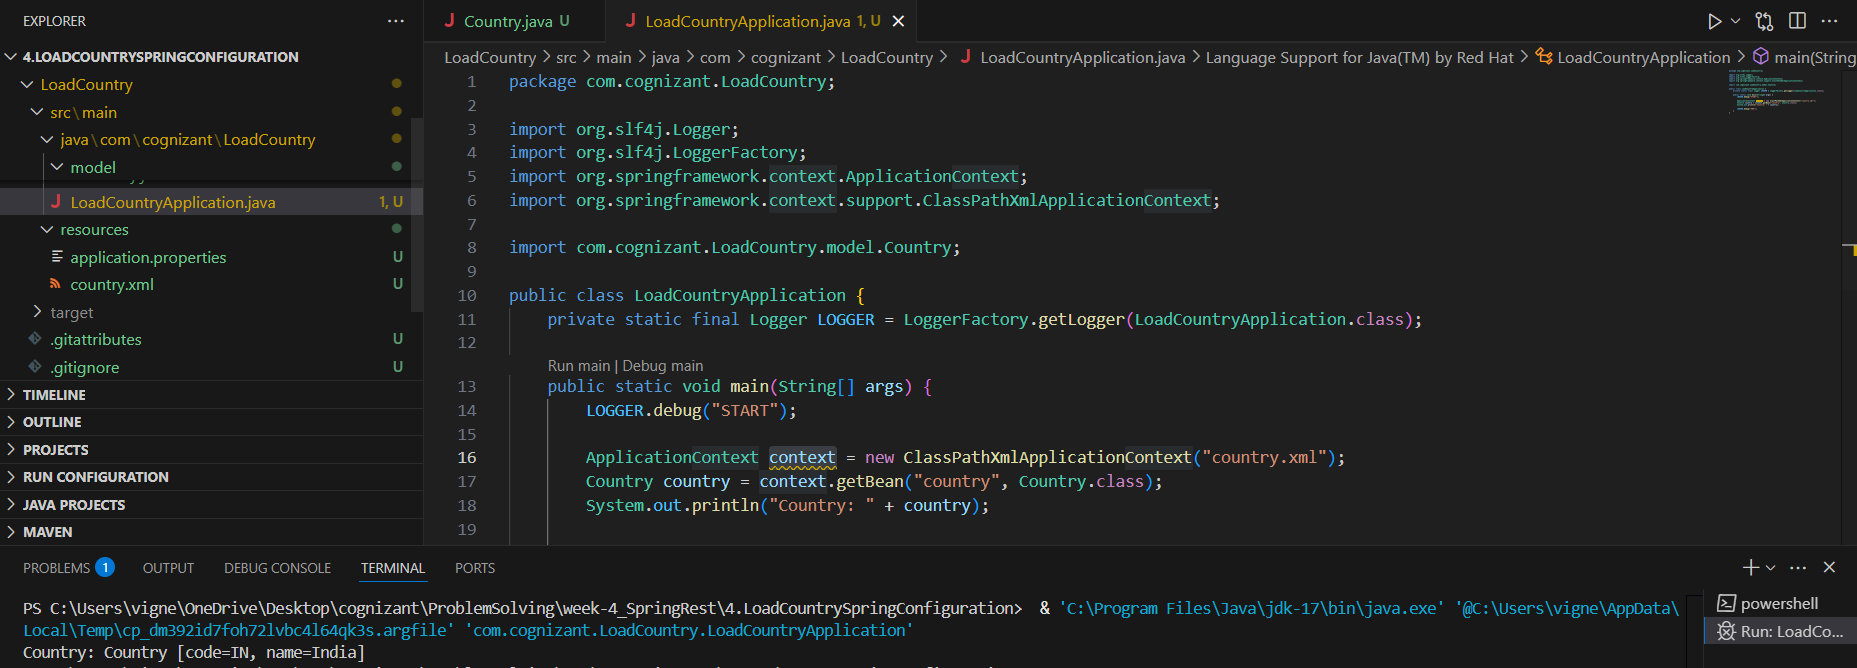 EXPLORER
4.LOADCOUNTRYSPRINGCONFIGURATION
LoadCountry
src\main
java\com\cognizant\LoadCountry
model
LoadCountryApplication.java 1, U
resources
application.properties U
country.xml U
target
.gitattributes U
.gitignore U
TIMELINE
OUTLINE
PROJECTS
RUN CONFIGURATION
JAVA PROJECTS
MAVEN
Country.java U
LoadCountryApplication.java 1, U
LoadCountry > src > main > java > com > cognizant > LoadCountry > LoadCountryApplication.java > Language Support for Java(TM) by Red Hat > LoadCountryApplication > main(String
1 package com.cognizant.LoadCountry;
2
3 import org.slf4j.Logger;
4 import org.slf4j.LoggerFactory;
5 import org.springframework.context.ApplicationContext;
6 import org.springframework.context.support.ClassPathXmlApplicationContext;
7
8 import com.cognizant.LoadCountry.model.Country;
9
10 public class LoadCountryApplication {
11 private static final Logger LOGGER = LoggerFactory.getLogger(LoadCountryApplication.class);
12
Run main | Debug main
13 public static void main(String[] args) {
14 LOGGER.debug("START");
15
16 ApplicationContext context = new ClassPathXmlApplicationContext("country.xml");
17 Country country = context.getBean("country", Country.class);
18 System.out.println("Country: " + country);
19
PROBLEMS 1 OUTPUT DEBUG CONSOLE TERMINAL PORTS
PS C:\Users\vigne\OneDrive\Desktop\cognizant\ProblemSolving\week-4_SpringRest\4.LoadCountrySpringConfiguration> & 'C:\Program Files\Java\jdk-17\bin\java.exe' '@C:\Users\vigne\AppData\
Local\Temp\cp_dm392id7foh72lvbc4l64qk3s.argfile' 'com.cognizant.LoadCountry.LoadCountryApplication'
Country: Country [code=IN, name=India]
powershell
Run: LoadCo...